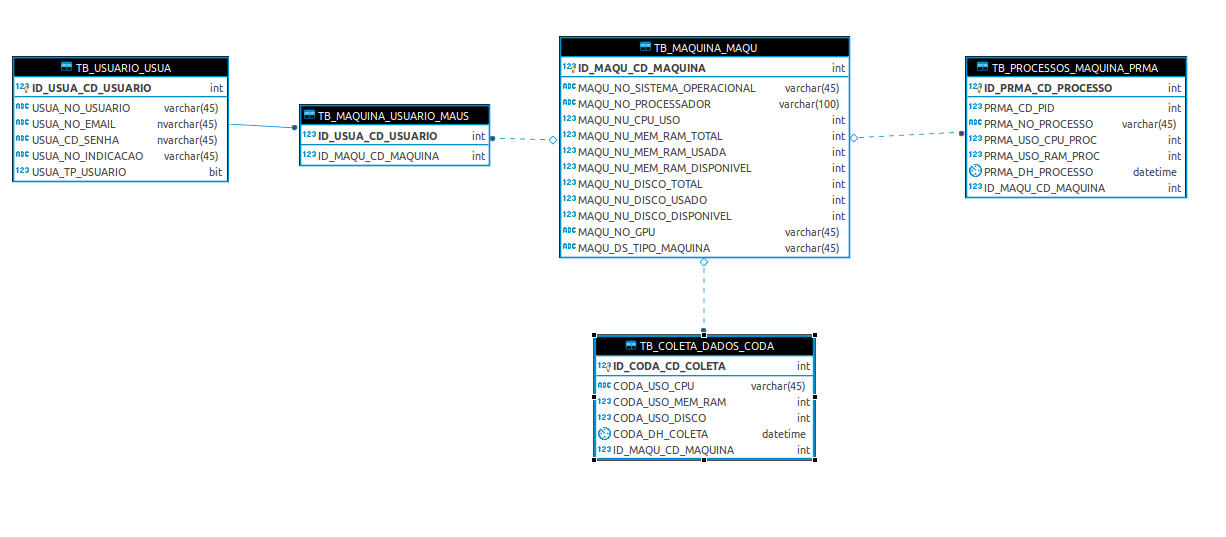 TB_USUARIO_USUA
ID_USUA_CD_USUARIO int
USUA_NO_USUARIO varchar(45)
USUA_NO_EMAIL nvarchar(45)
USUA_CD_SENHA nvarchar(45)
USUA_NO_INDICACAO varchar(45)
USUA_TP_USUARIO bit
TB_MAQUINA_USUARIO_MAUS
ID_USUA_CD_USUARIO int
ID_MAQU_CD_MAQUINA int
TB_MAQUINA_MAQU
ID_MAQU_CD_MAQUINA int
MAQU_NO_SISTEMA_OPERACIONAL varchar(45)
MAQU_NO_PROCESSADOR varchar(100)
MAQU_NU_CPU_USO int
MAQU_NU_MEM_RAM_TOTAL int
MAQU_NU_MEM_RAM_USADA int
MAQU_NU_MEM_RAM_DISPONIVEL int
MAQU_NU_DISCO_TOTAL int
MAQU_NU_DISCO_USADO int
MAQU_NU_DISCO_DISPONIVEL int
MAQU_NO_GPU varchar(45)
MAQU_DS_TIPO_MAQUINA varchar(45)
TB_PROCESSOS_MAQUINA_PRMA
ID_PRMA_CD_PROCESSO int
PRMA_CD_PID int
PRMA_NO_PROCESSO varchar(45)
PRMA_USO_CPU_PROC int
PRMA_USO_RAM_PROC int
PRMA_DH_PROCESSO datetime
ID_MAQU_CD_MAQUINA int
TB_COLETA_DADOS_CODA
ID_CODA_CD_COLETA int
CODA_USO_CPU varchar(45)
CODA_USO_MEM_RAM int
CODA_USO_DISCO int
CODA_DH_COLETA datetime
ID_MAQU_CD_MAQUINA int